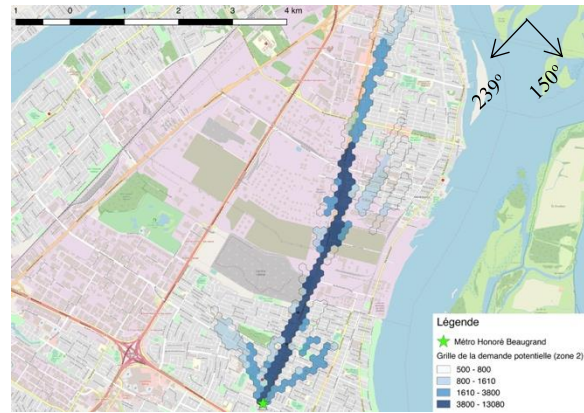 1 0 1 2 3 4 km
239°
150°
Légende
Métro Honoré Beaugrand
Grille de la demande potentielle (zone 2)
500 - 800
800 - 1610
1610 - 3800
3800 - 13080